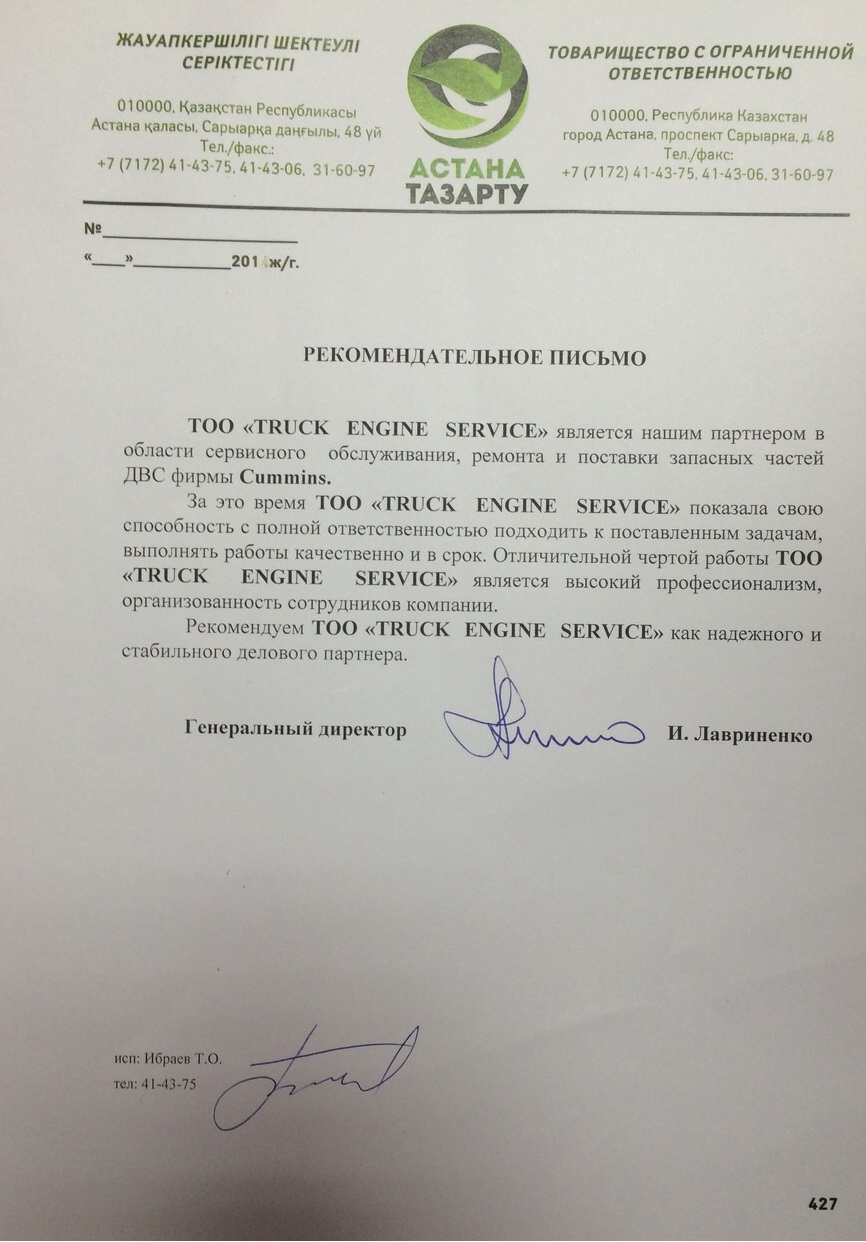 ЖАУАПКЕРШІЛІГІ ШЕКТЕУЛІ
СЕРІКТЕСТІГІ
010000, Қазақстан Республикасы
Астана қаласы, Сарыарқа даңғылы, 48 үй
Тел./факс.:
+7 (7172) 41-43-75, 41-43-06, 31-60-97
АСТАНА
ТАЗАРТУ
ТОВАРИЩЕСТВО С ОГРАНИЧЕННОЙ
ОТВЕТСТВЕННОСТЬЮ
010000, Республика Казахстан
город Астана, проспект Сарыарка, д. 48
Тел./факс:
+7 (7172) 41-43-75, 41-43-06, 31-60-97
№____________________
«___»__________201 ж/г.
РЕКОМЕНДАТЕЛЬНОЕ ПИСЬМО
ТОО «TRUCK ENGINE SERVICE» является нашим партнером в
области сервисного обслуживания, ремонта и поставки запасных частей
ДВС фирмы Cummins.
За это время ТОО «TRUCK ENGINE SERVICE» показала свою
способность с полной ответственностью подходить к поставленным задачам,
выполнять работы качественно и в срок. Отличительной чертой работы ТОО
«TRUCK ENGINE SERVICE» является высокий профессионализм,
организованность сотрудников компании.
Рекомендуем ТОО «TRUCK ENGINE SERVICE» как надежного и
стабильного делового партнера.
Генеральный директор И. Лавриненко
исп: Ибраев Т.О.
тел: 41-43-75
427